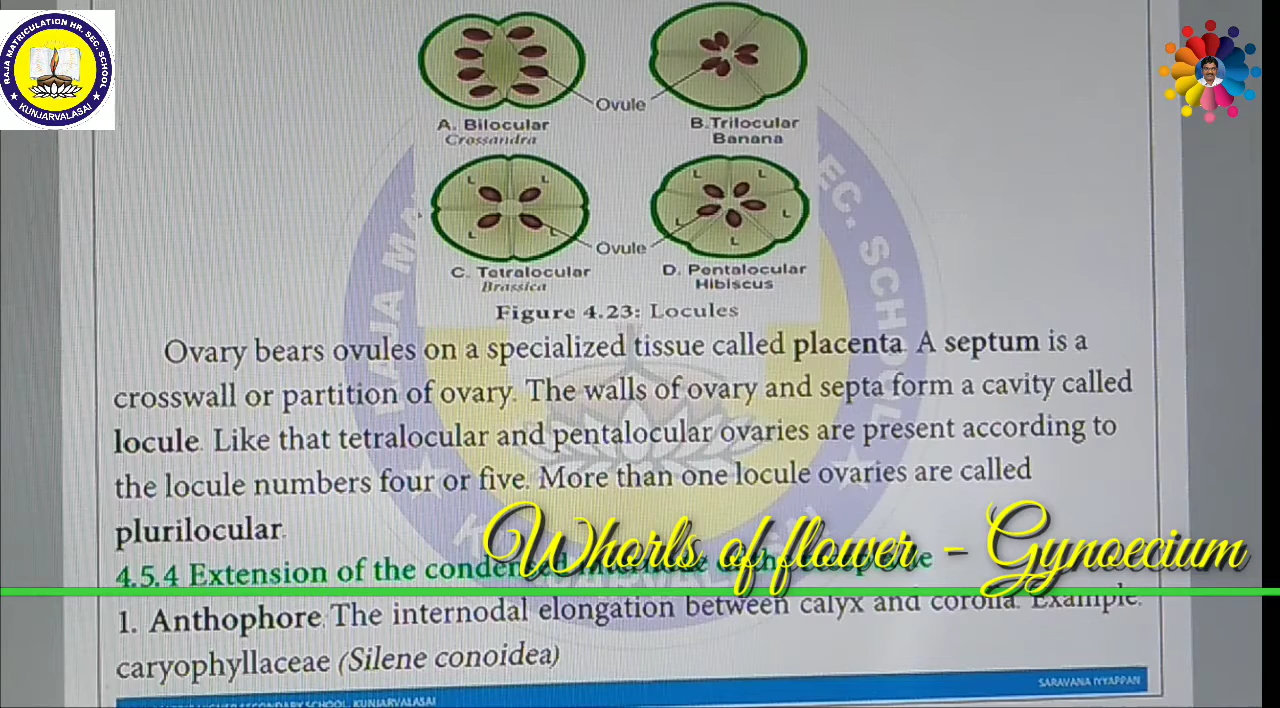 RAJA MATRICULATION HR. SEC. SCHOOL
★ KUNJARVALASAI ★
Ovule
A. Bilocular
Crossandra
B.Trilocular
Banana
L
L
L
L
L
L
L
L
L
Ovule
C. Tetralocular
Brassica
D. Pentalocular
Hibiscus
Figure 4.23: Locules
Ovary bears ovules on a specialized tissue called placenta. A septum is a
crosswall or partition of ovary. The walls of ovary and septa form a cavity called
locule. Like that tetralocular and pentalocular ovaries are present according to
the locule numbers four or five. More than one locule ovaries are called
plurilocular.
Whorls of flower - Gynoecium
4.5.4 Extension of the condensed
1. Anthophore. The internodal elongation between calyx and corolla. Example.
caryophyllaceae (Silene conoidea)
SECONDARY SCHOOL, KUNJARVALASAI
SARAVANA IYYAPPAN